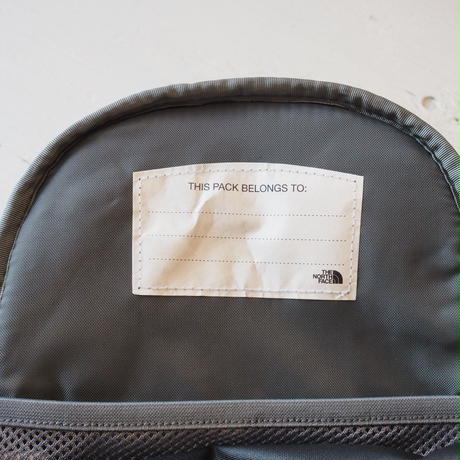 THIS PACK BELONGS TO:
THE
NORTH
FACE